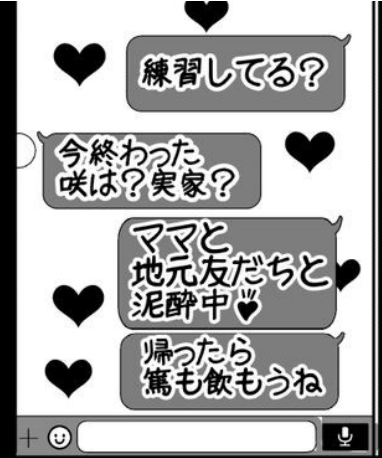 練習してる？
今終わった
咲は？実家？
ママと
地元友だちと
泥酔中
帰ったら
篤も飲もうね